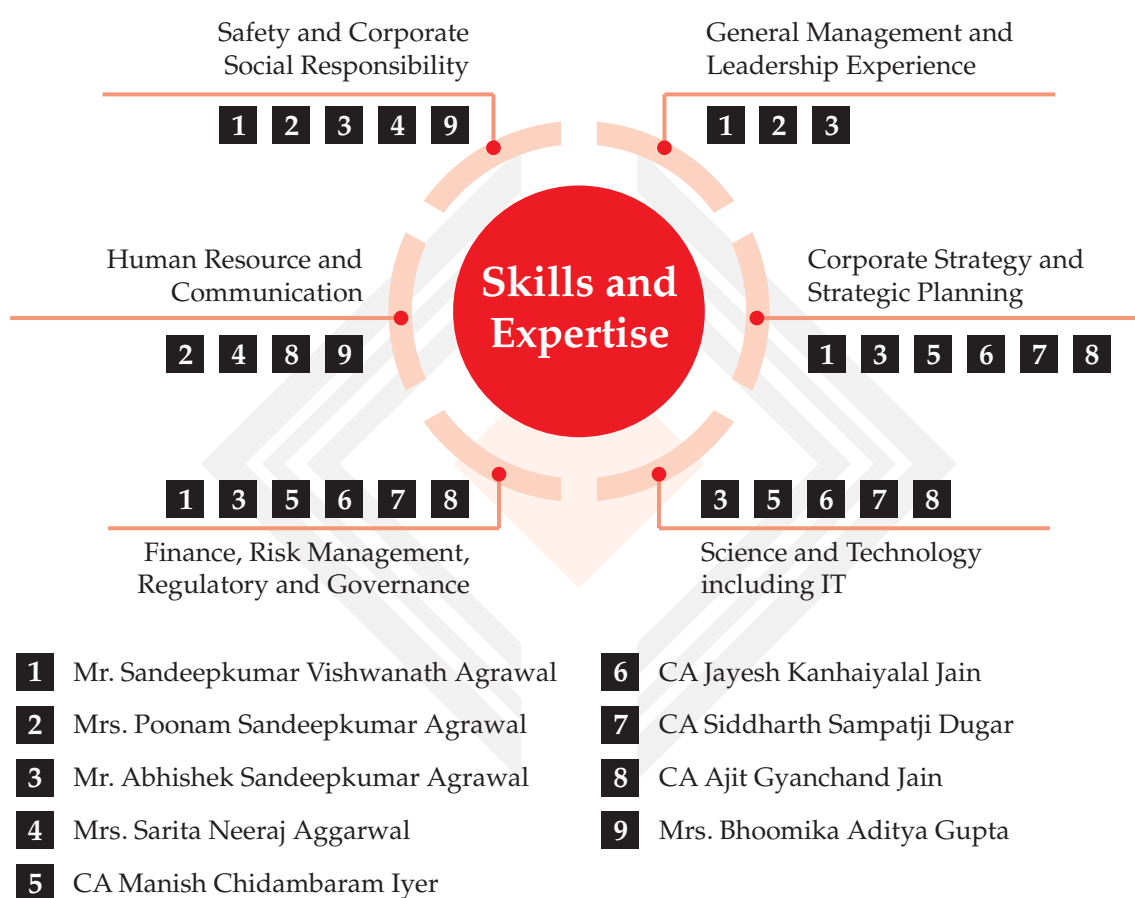 Safety and Corporate
Social Responsibility
1 2 3 4 9
General Management and
Leadership Experience
1 2 3
Human Resource and
Communication
2 4 8 9
Skills and
Expertise
Corporate Strategy and
Strategic Planning
1 3 5 6 7 8
1 3 5 6 7 8
Finance, Risk Management,
Regulatory and Governance
3 5 6 7 8
Science and Technology
including IT
1 Mr. Sandeepkumar Vishwanath Agrawal
2 Mrs. Poonam Sandeepkumar Agrawal
3 Mr. Abhishek Sandeepkumar Agrawal
4 Mrs. Sarita Neeraj Aggarwal
5 CA Manish Chidambaram Iyer
6 CA Jayesh Kanhaiyalal Jain
7 CA Siddharth Sampatji Dugar
8 CA Ajit Gyanchand Jain
9 Mrs. Bhoomika Aditya Gupta